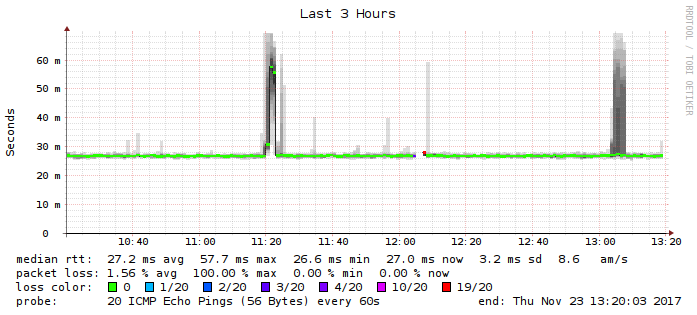 Last 3 Hours
RRDTOOL / TOBI OETIKER
Seconds
60 m
50 m
40 m
30 m
20 m
10 m
0
10:40 11:00 11:20 11:40 12:00 12:20 12:40 13:00 13:20
median rtt: 27.2 ms avg 57.7 ms max 26.6 ms min 27.0 ms now 3.2 ms sd 8.6 am/s
packet loss: 1.56 % avg 100.00 % max 0.00 % min 0.00 % now
loss color: 0 1/20 2/20 3/20 4/20 10/20 19/20
probe: 20 ICMP Echo Pings (56 Bytes) every 60s end: Thu Nov 23 13:20:03 2017